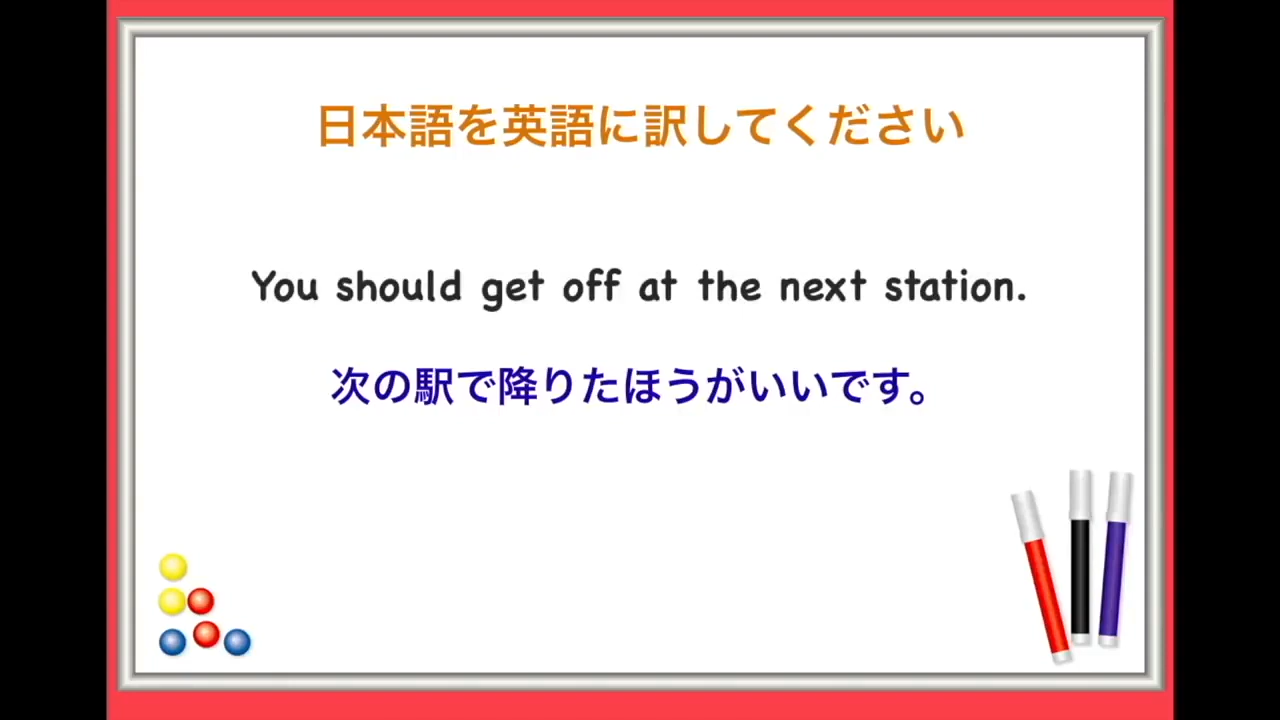 日本語を英語に訳してください
You should get off at the next station.
次の駅で降りたほうがいいです。